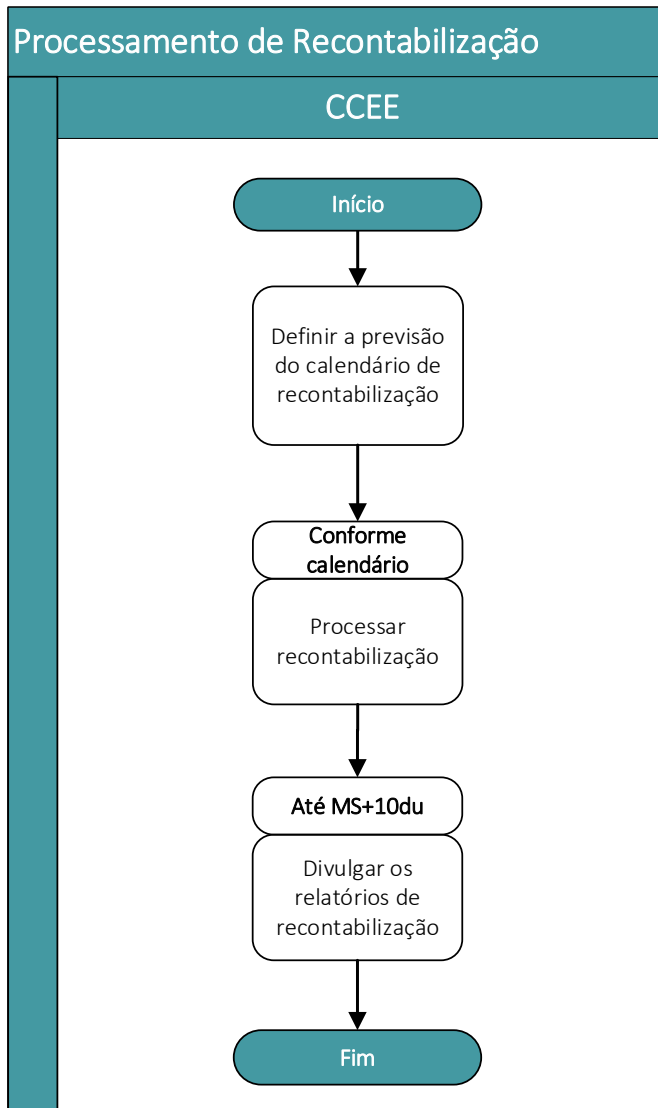 Processamento de Recontabilização
CCEE
Início
Definir a previsão
do calendário de
recontabilização
Conforme
calendário
Processar
recontabilização
Até MS+10du
Divulgar os
relatórios de
recontabilização
Fim